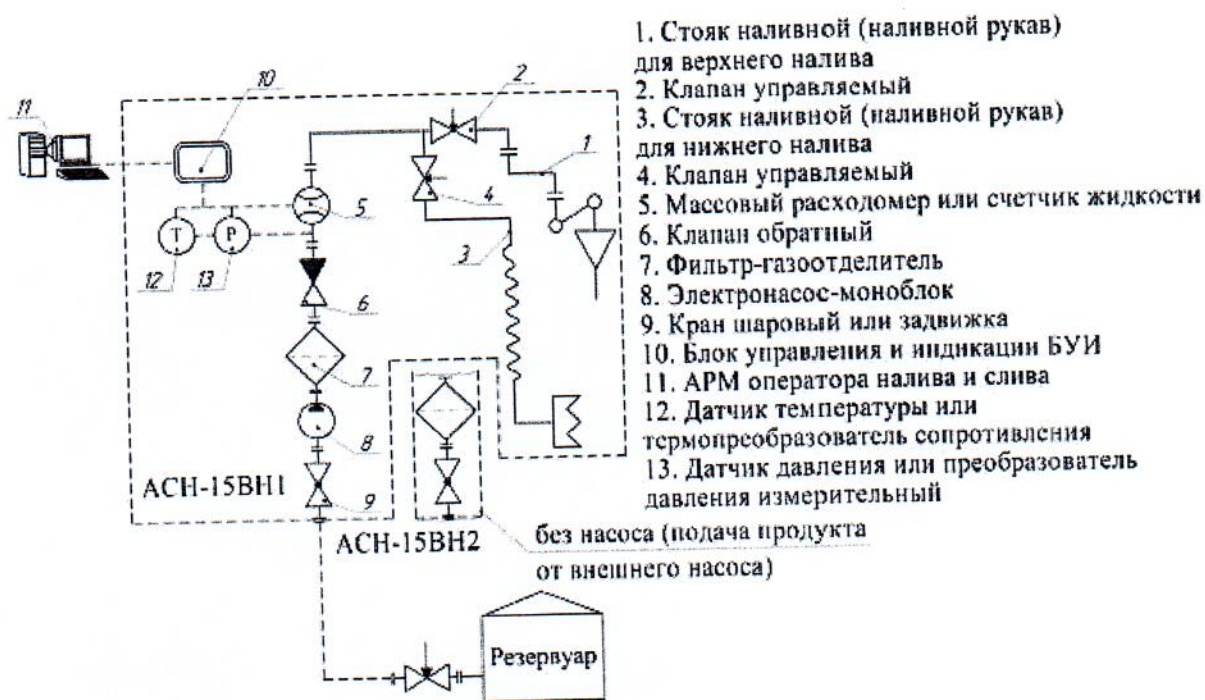 1. Стояк наливной (наливной рукав)
для верхнего налива
2. Клапан управляемый
3. Стояк наливной (наливной рукав)
для нижнего налива
4. Клапан управляемый
5. Массовый расходомер или счетчик жидкости
6. Клапан обратный
7. Фильтр-газоотделитель
8. Электронасос-моноблок
9. Кран шаровый или задвижка
10. Блок управления и индикации БУИ
11. АРМ оператора налива и слива
12. Датчик температуры или
термопреобразователь сопротивления
13. Датчик давления или преобразователь
давления измерительный
11
10
2
1
5
4
T
P
12
13
3
6
7
8
9
АСН-15ВН1
АСН-15ВН2
без насоса (подача продукта
от внешнего насоса)
Резервуар